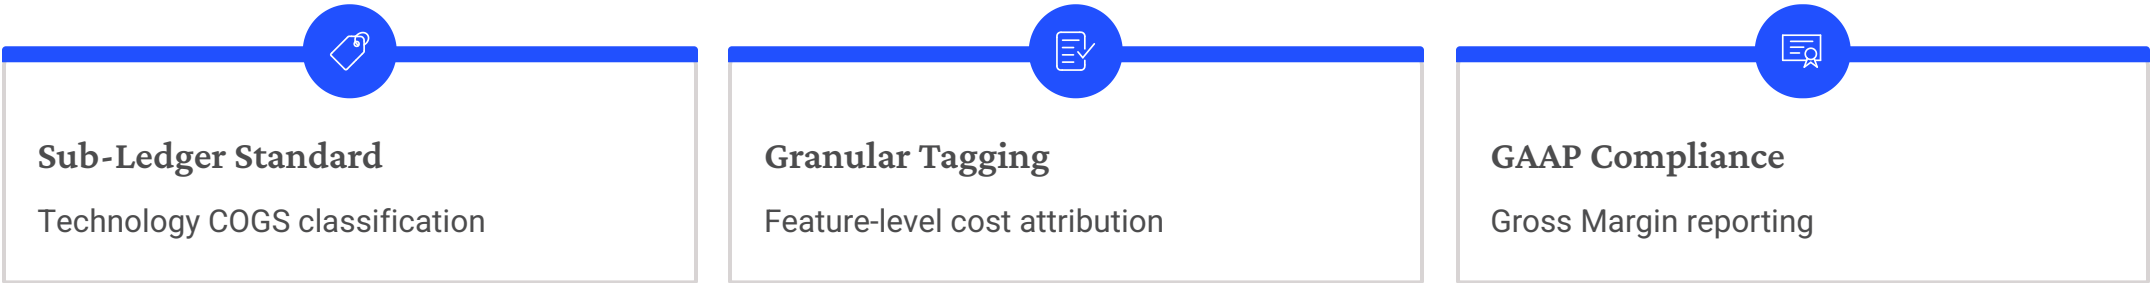 Sub-Ledger Standard
Technology COGS classification
Granular Tagging
Feature-level cost attribution
GAAP Compliance
Gross Margin reporting